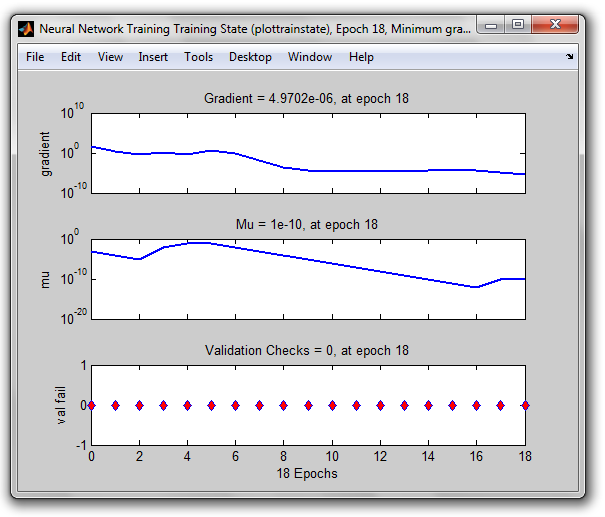 Neural Network Training Training State (plottrainstate), Epoch 18, Minimum gra...
File Edit View Insert Tools Desktop Window Help
Gradient = 4.9702e-06, at epoch 18
gradient
10^10
10^0
10^-10
Mu = 1e-10, at epoch 18
mu
10^0
10^-10
10^-20
Validation Checks = 0, at epoch 18
val fail
1
0
-1
0 2 4 6 8 10 12 14 16 18
18 Epochs